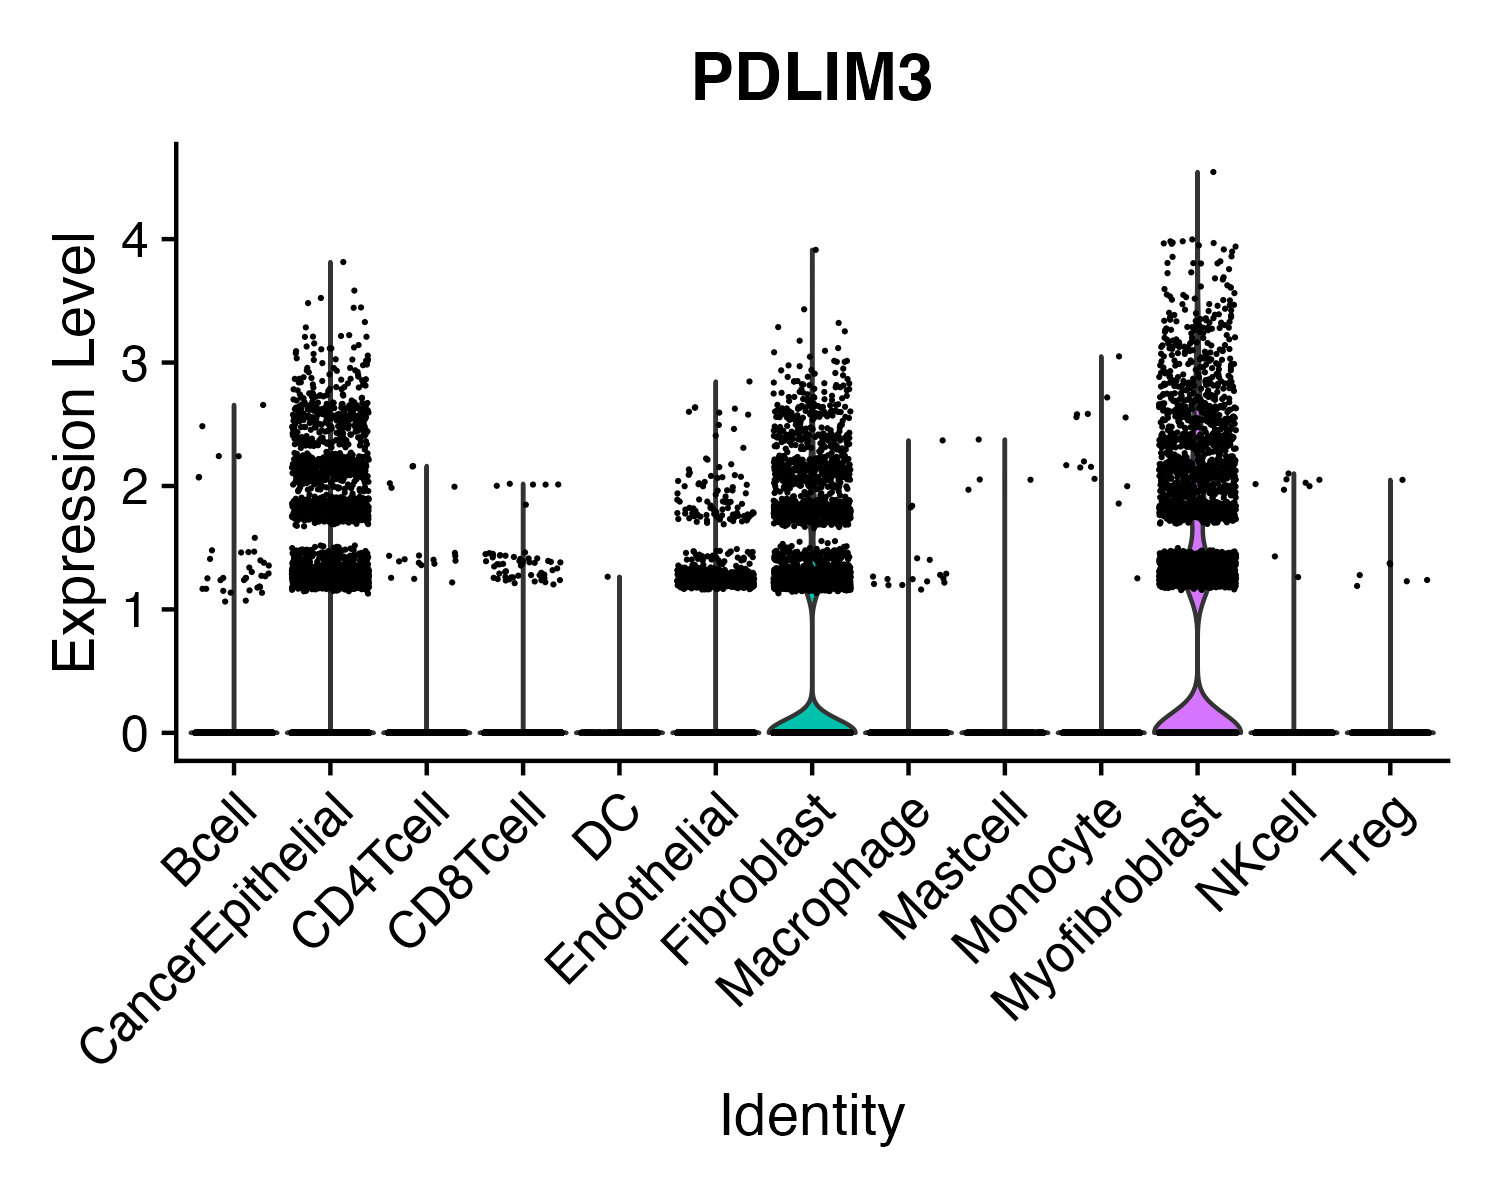 PDLIM3
Expression Level
4
3
2
1
0
Bcell
CancerEpithelial
CD4Tcell
CD8Tcell
DC
Endothelial
Fibroblast
Macrophage
Mastcell
Monocyte
Myofibroblast
NKcell
Treg
Identity